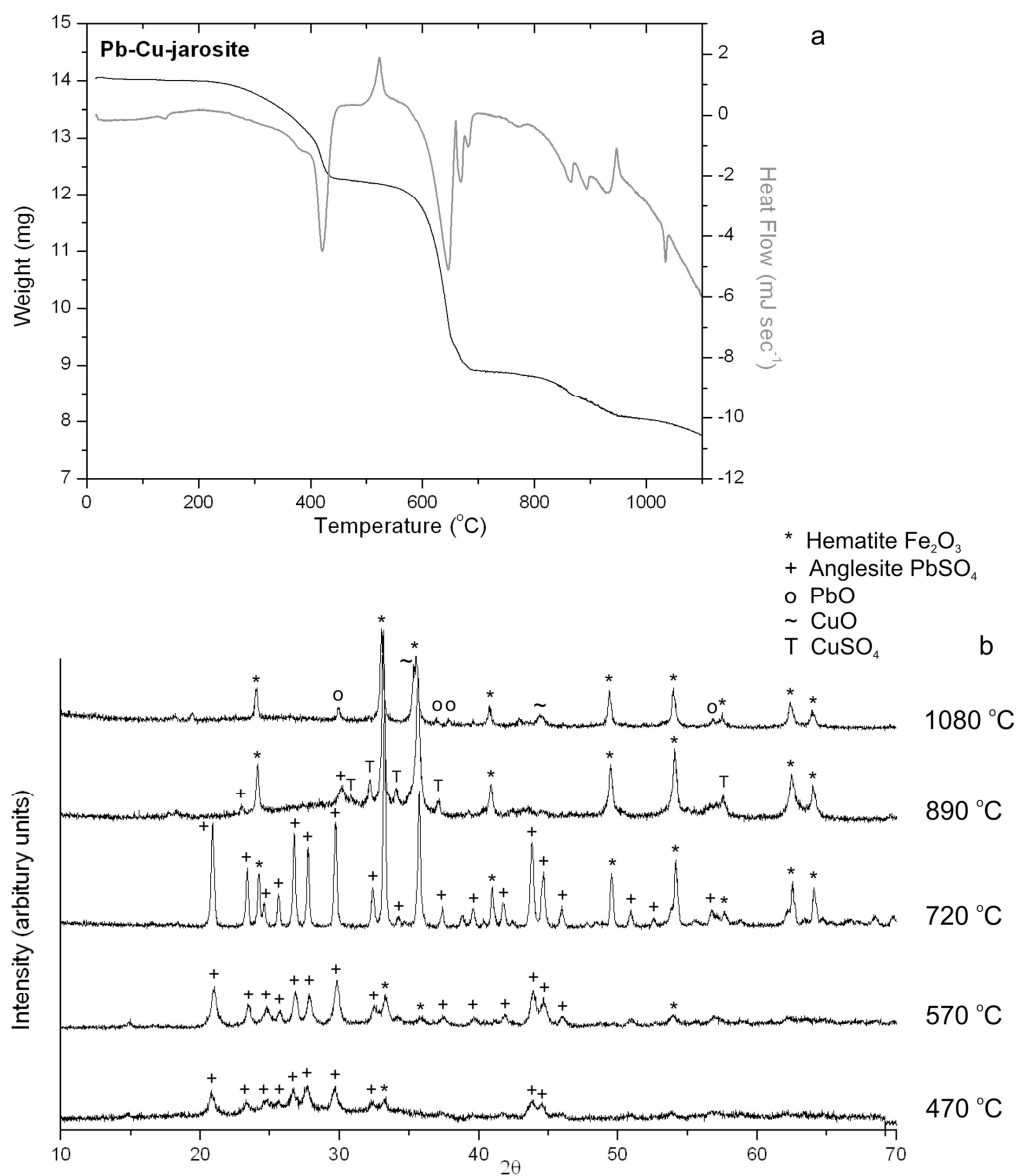 a
Pb-Cu-jarosite
15
14
13
12
11
10
9
8
7
Weight (mg)
2
0
-2
-4
-6
-8
-10
-12
Heat Flow (mJ sec⁻¹)
0 200 400 600 800 1000
Temperature (°C)
* Hematite Fe₂O₃
+ Anglesite PbSO₄
o PbO
~ CuO
T CuSO₄
b
1080 °C
890 °C
720 °C
570 °C
470 °C
Intensity (arbitury units)
10 20 30 40 50 60 70
2θ